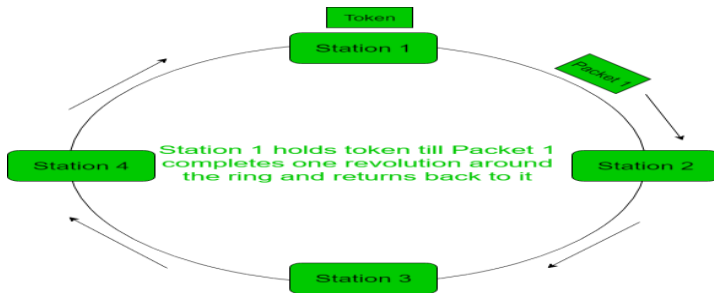 Token
Station 1
Packet 1
Station 1 holds token till Packet 1
completes one revolution around
the ring and returns back to it
Station 4
Station 2
Station 3